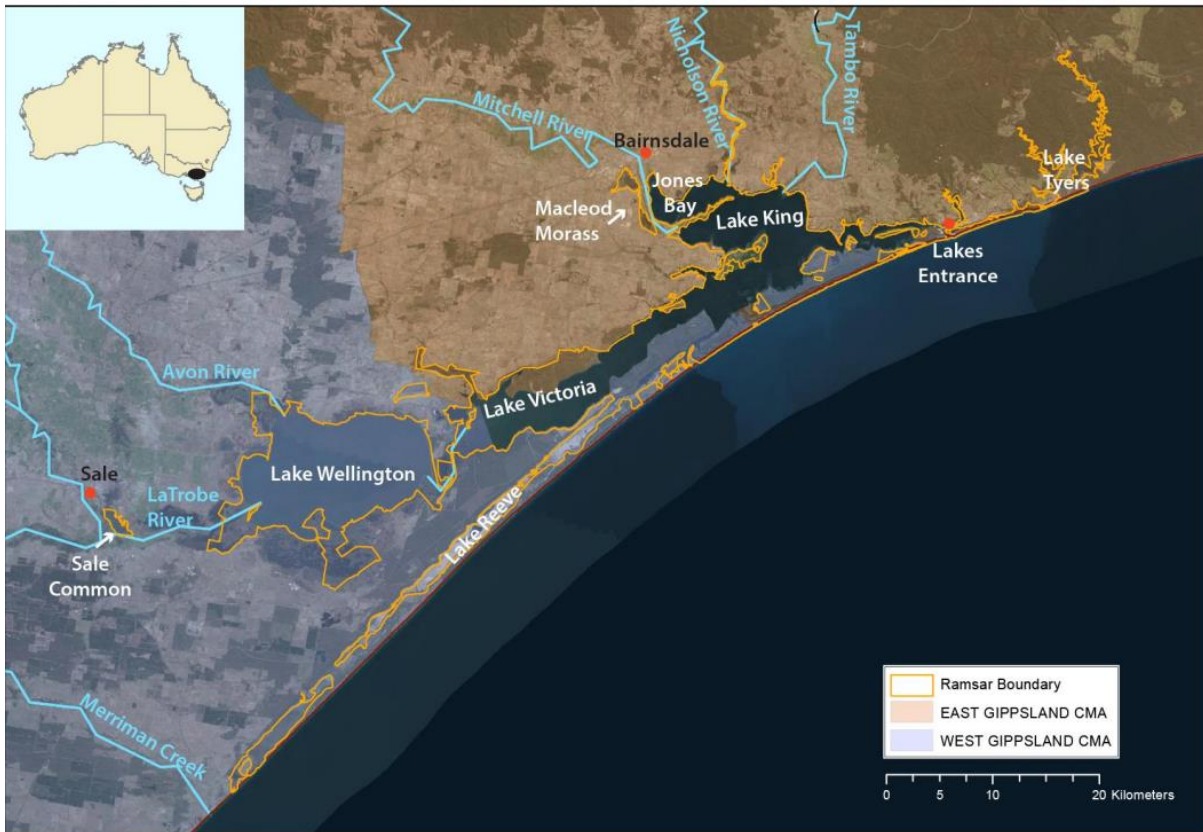 Nicholson River
Tambo River
Mitchell River
Bairnsdale
Jones
Bay
Lake
Tyers
Macleod
Morass
Lake King
Lakes
Entrance
Avon River
Lake Victoria
Sale
Lake Wellington
LaTrobe
River
Lake Reeve
Sale
Common
Merriman Creek
Ramsar Boundary
EAST GIPPSLAND CMA
WEST GIPPSLAND CMA
0 5 10 20 Kilometers